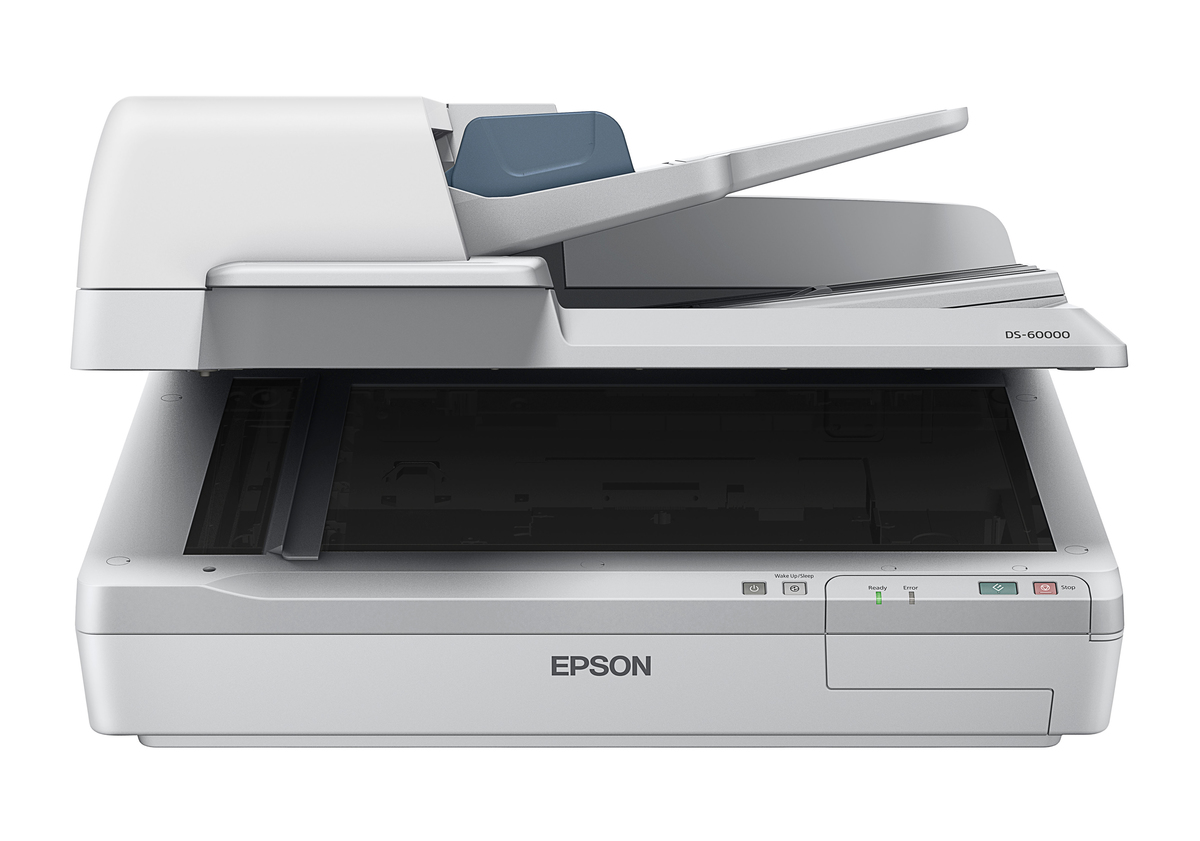 DS-60000
Wake Up/Sleep
Ready
Error
Stop
EPSON